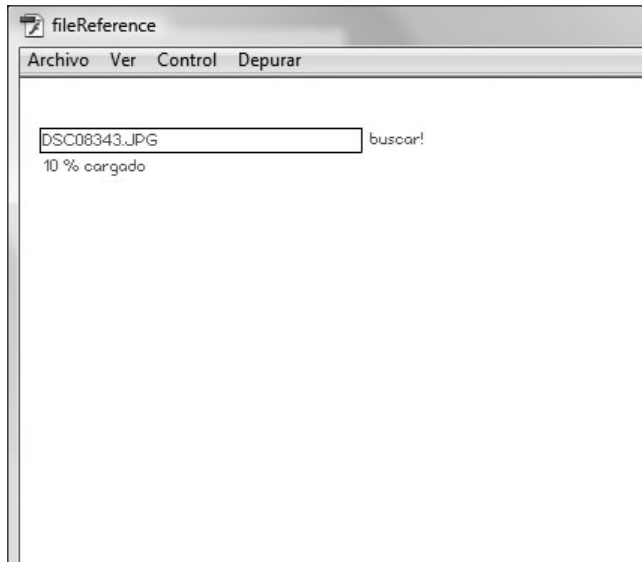 fileReference
Archivo Ver Control Depurar
DSC08343.JPG buscar!
10 % cargado